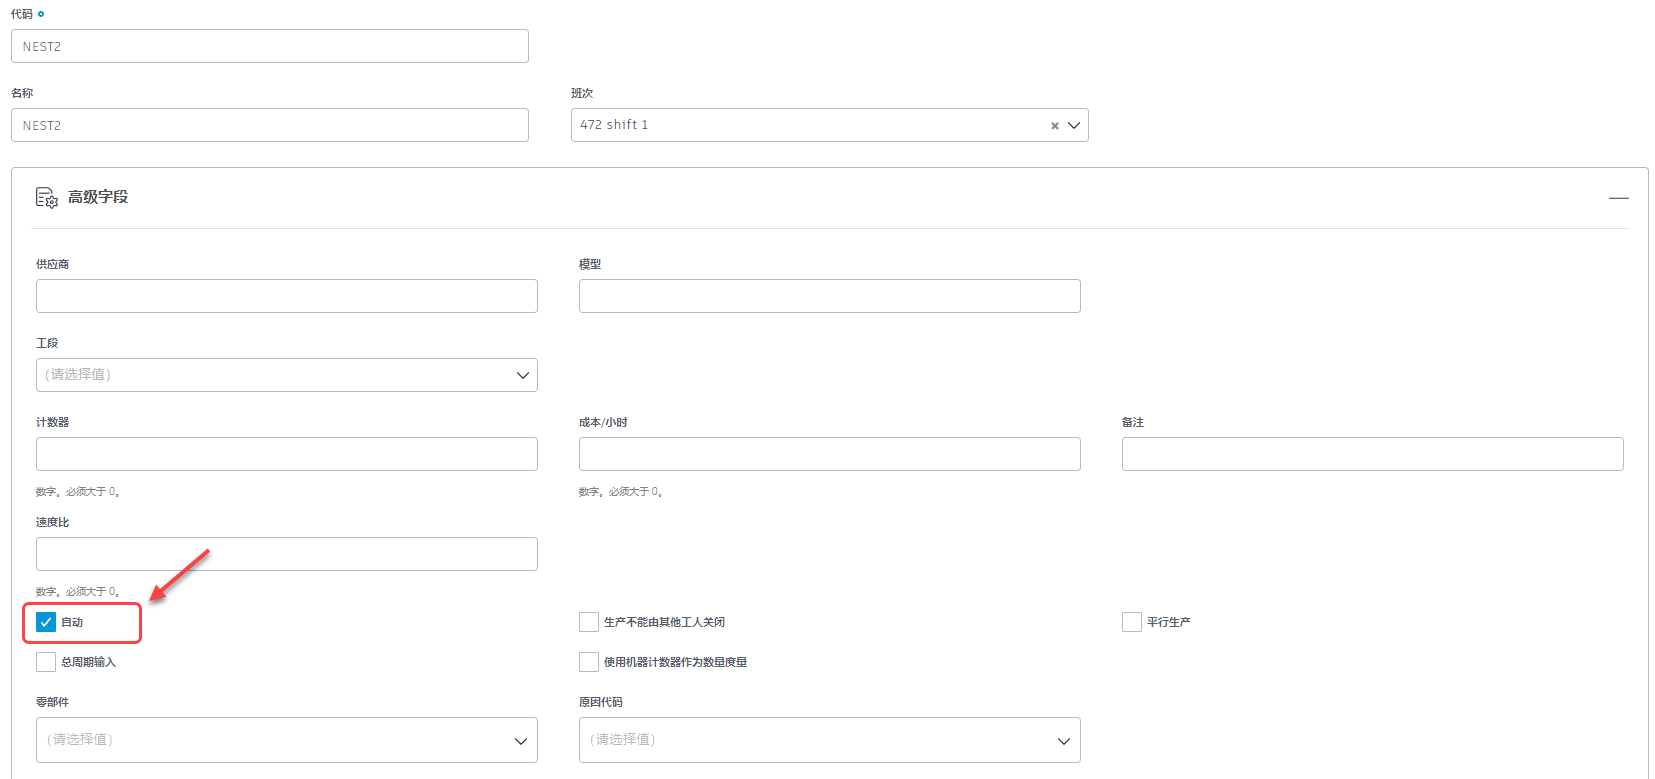 代码
NEST2
名称
班次
NEST2
472 shift 1
高级字段
供应商
模型
工段
(请选择值)
计数器
成本/小时
备注
数字。必须大于 0。
数字。必须大于 0。
速度比
数字。必须大于 0。
自动
生产不能由其他工人关闭
平行生产
总周期输入
使用机器计数器作为数量度量
零部件
原因代码
(请选择值)
(请选择值)